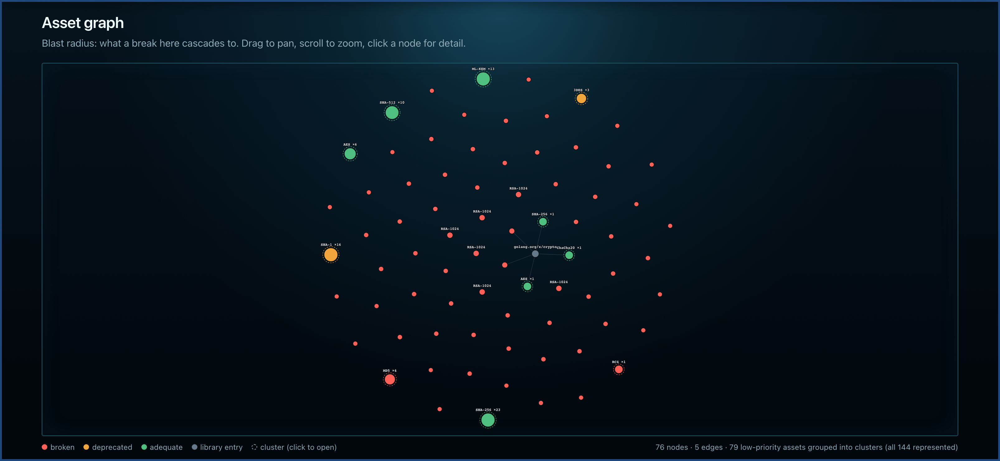 Asset graph
Blast radius: what a break here cascades to. Drag to pan, scroll to zoom, click a node for detail.
ML-KEM ×13
3DES ×3
SHA-512 ×10
AES ×6
RSA-1024
RSA-1024
SHA-256 ×1
RSA-1024
SHA-1 ×16
RSA-1024
golang.org/x/crypto
ChaCha20 ×1
AES ×1
RSA-1024
RSA-1024
RC4 ×1
MD5 ×4
SHA-256 ×23
broken deprecated adequate library entry cluster (click to open)
76 nodes · 5 edges · 79 low-priority assets grouped into clusters (all 144 represented)